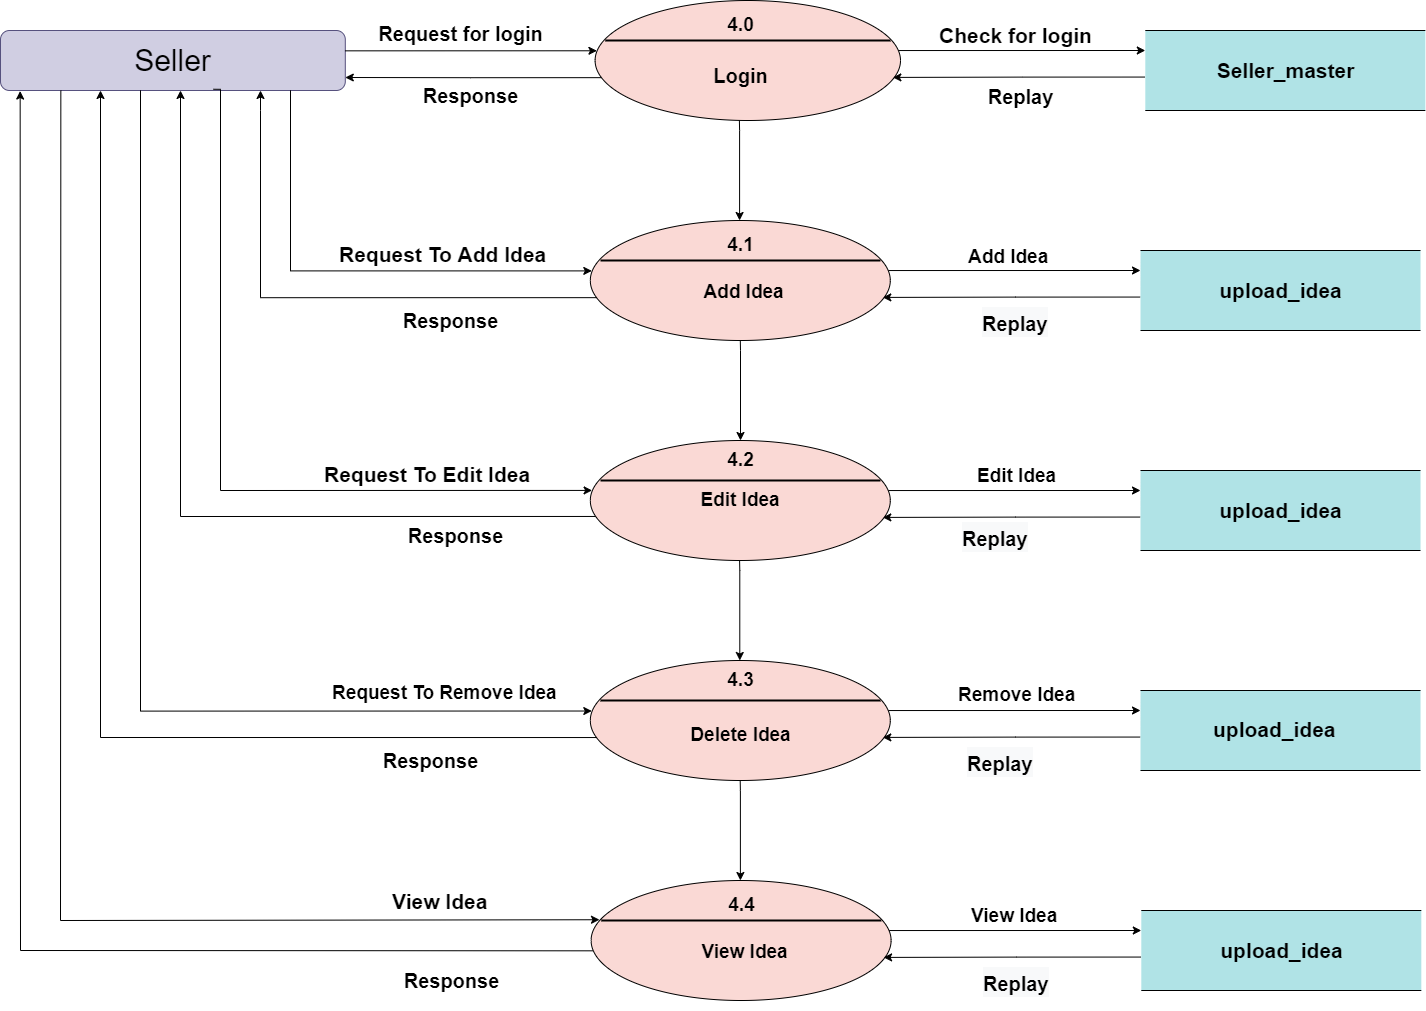 Seller
Request for login
Response
4.0
Login
Check for login
Replay
Seller_master
Request To Add Idea
Response
4.1
Add Idea
Add Idea
Replay
upload_idea
Request To Edit Idea
Response
4.2
Edit Idea
Edit Idea
Replay
upload_idea
Request To Remove Idea
Response
4.3
Delete Idea
Remove Idea
Replay
upload_idea
View Idea
Response
4.4
View Idea
View Idea
Replay
upload_idea